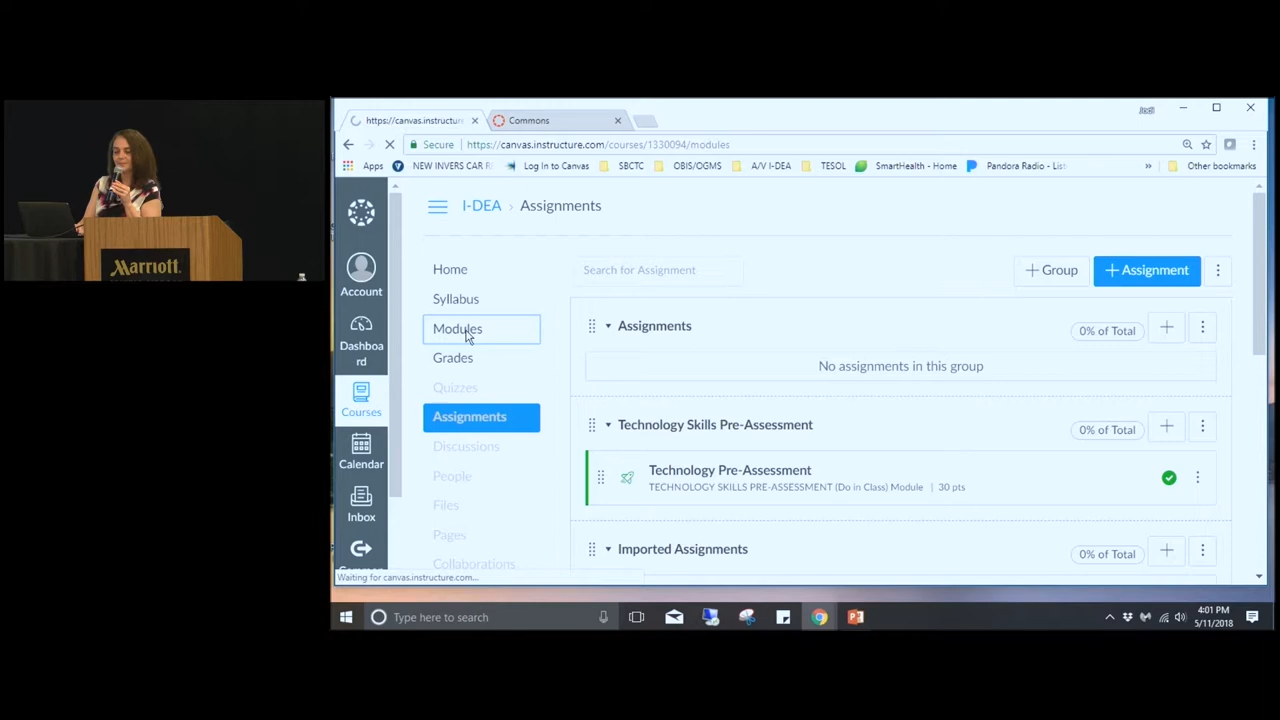 Marriott
https://canvas.instructure
Commons
Secure
https://canvas.instructure.com/courses/1330094/modules
Apps
NEW INVERS CAR R
Log In to Canvas
SBCTC
OBIS/OGMS
A/V I-DEA
TESOL
SmartHealth - Home
Pandora Radio - List
»
Other bookmarks
I-DEA › Assignments
Account
Dashboa
rd
Courses
Calendar
Inbox
Home
Syllabus
Modules
Grades
Quizzes
Assignments
Discussions
People
Files
Pages
Collaborations
Search for Assignment
+ Group
+ Assignment
Assignments
0% of Total
No assignments in this group
Technology Skills Pre-Assessment
0% of Total
Technology Pre-Assessment
TECHNOLOGY SKILLS PRE-ASSESSMENT (Do in Class) Module | 30 pts
Imported Assignments
0% of Total
Waiting for canvas.instructure.com...
Type here to search
4:01 PM
5/11/2018